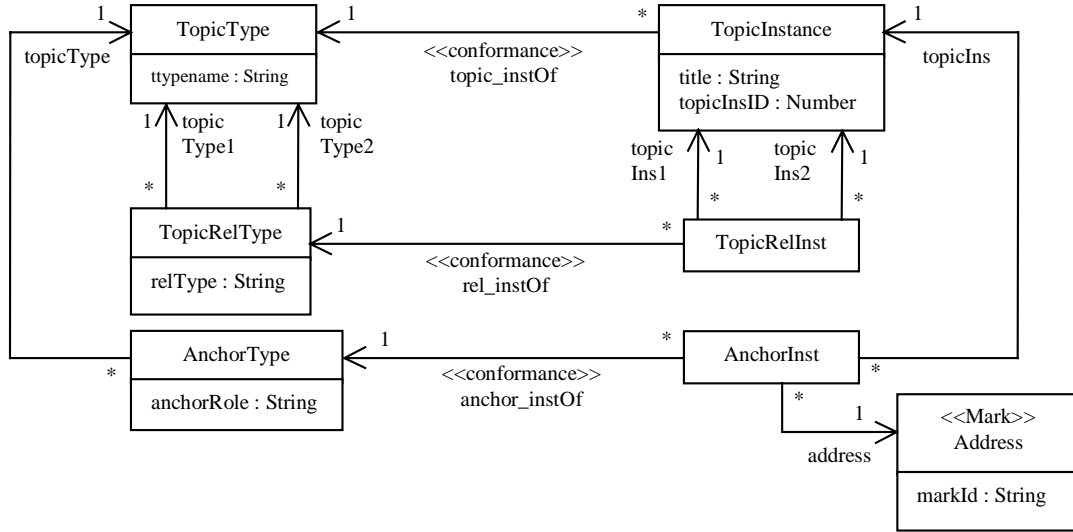 1
TopicType
1
*
TopicInstance
1
topicType
<<conformance>>
topic_instOf
topicIns
ttypename : String
title : String
topicInsID : Number
1
topic
Type1
1
topic
Type2
topic
Ins1
1
topic
Ins2
1
*
*
*
*
TopicRelType
1
*
TopicRelInst
<<conformance>>
rel_instOf
relType : String
*
AnchorType
1
*
AnchorInst
*
<<conformance>>
anchor_instOf
anchorRole : String
*
1
address
<<Mark>>
Address
markId : String